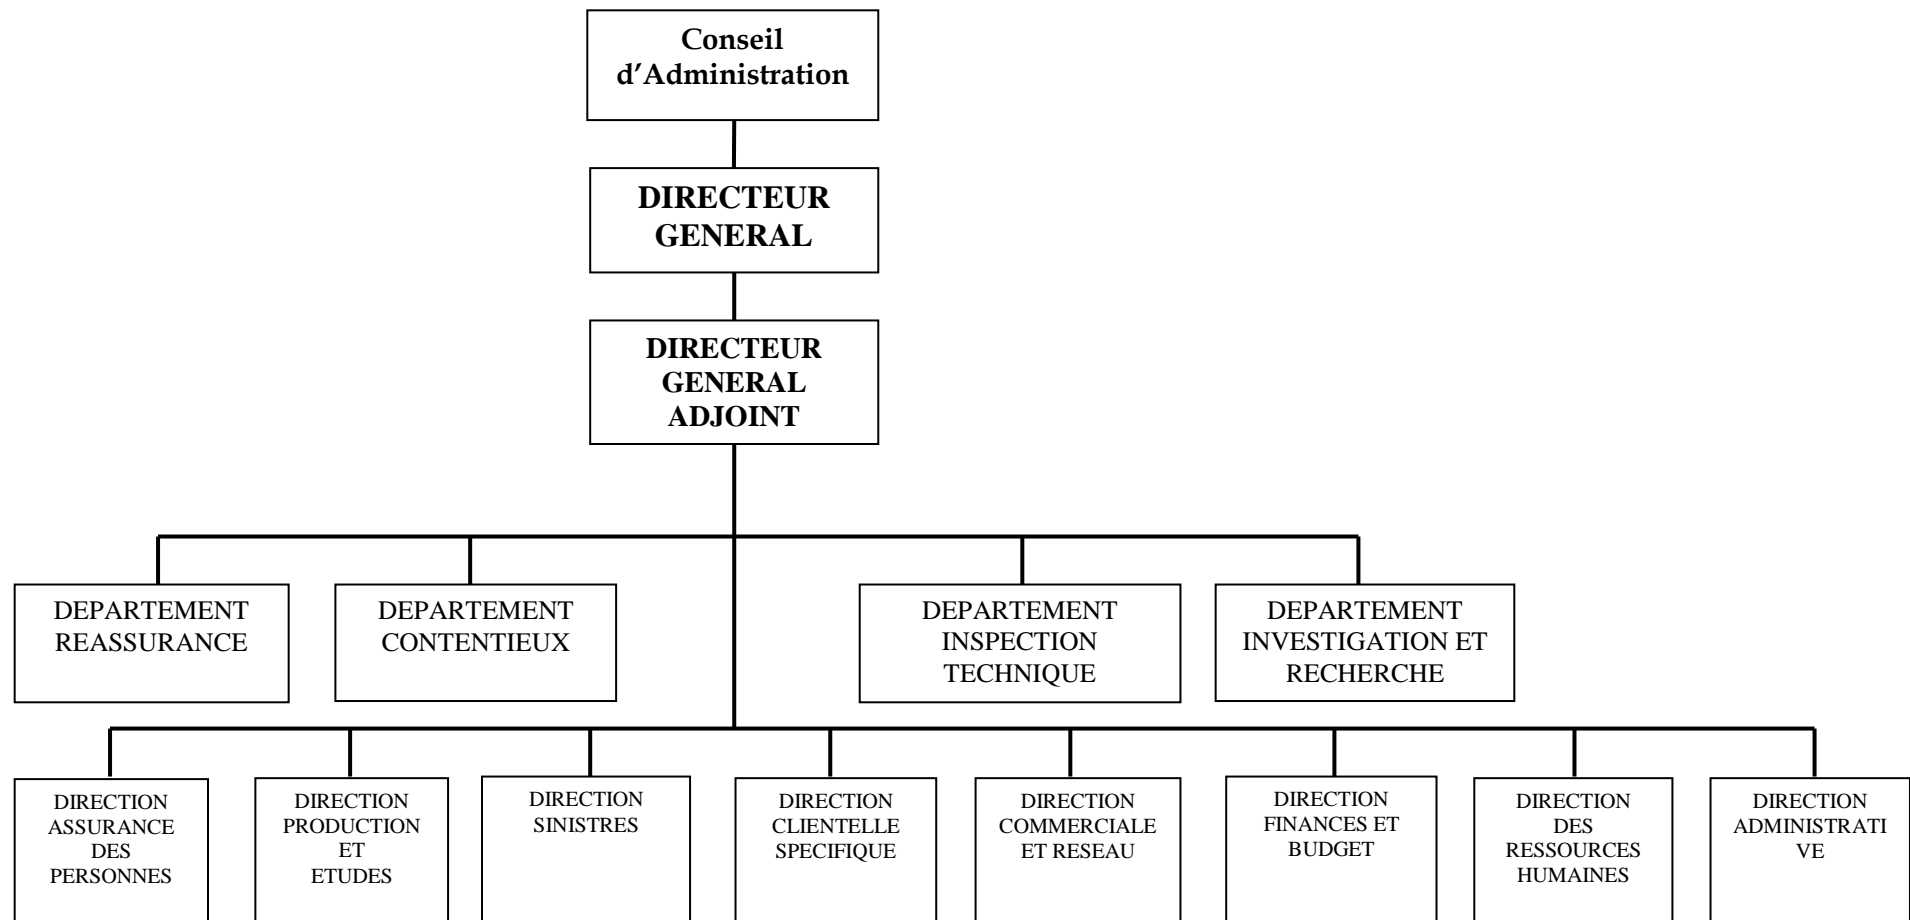 Conseil
d’Administration
DIRECTEUR
GENERAL
DIRECTEUR
GENERAL
ADJOINT
DEPARTEMENT
REASSURANCE
DEPARTEMENT
CONTENTIEUX
DEPARTEMENT
INSPECTION
TECHNIQUE
DEPARTEMENT
INVESTIGATION ET
RECHERCHE
DIRECTION
ASSURANCE
DES
PERSONNES
DIRECTION
PRODUCTION
ET
ETUDES
DIRECTION
SINISTRES
DIRECTION
CLIENTELLE
SPECIFIQUE
DIRECTION
COMMERCIALE
ET RESEAU
DIRECTION
FINANCES ET
BUDGET
DIRECTION
DES
RESSOURCES
HUMAINES
DIRECTION
ADMINISTRATI
VE